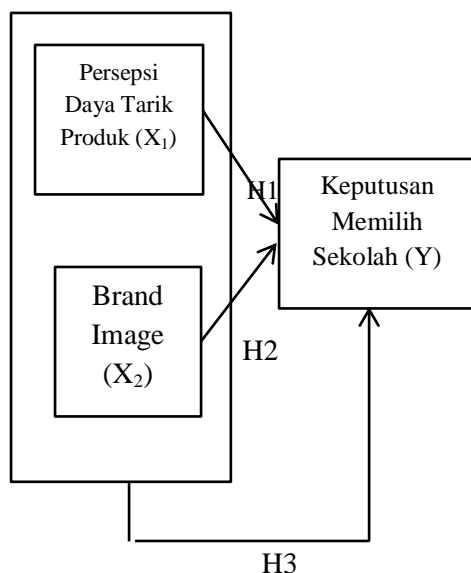 Persepsi
Daya Tarik
Produk (X₁)
H1
Keputusan
Memilih
Sekolah (Y)
Brand
Image
(X₂)
H2
H3